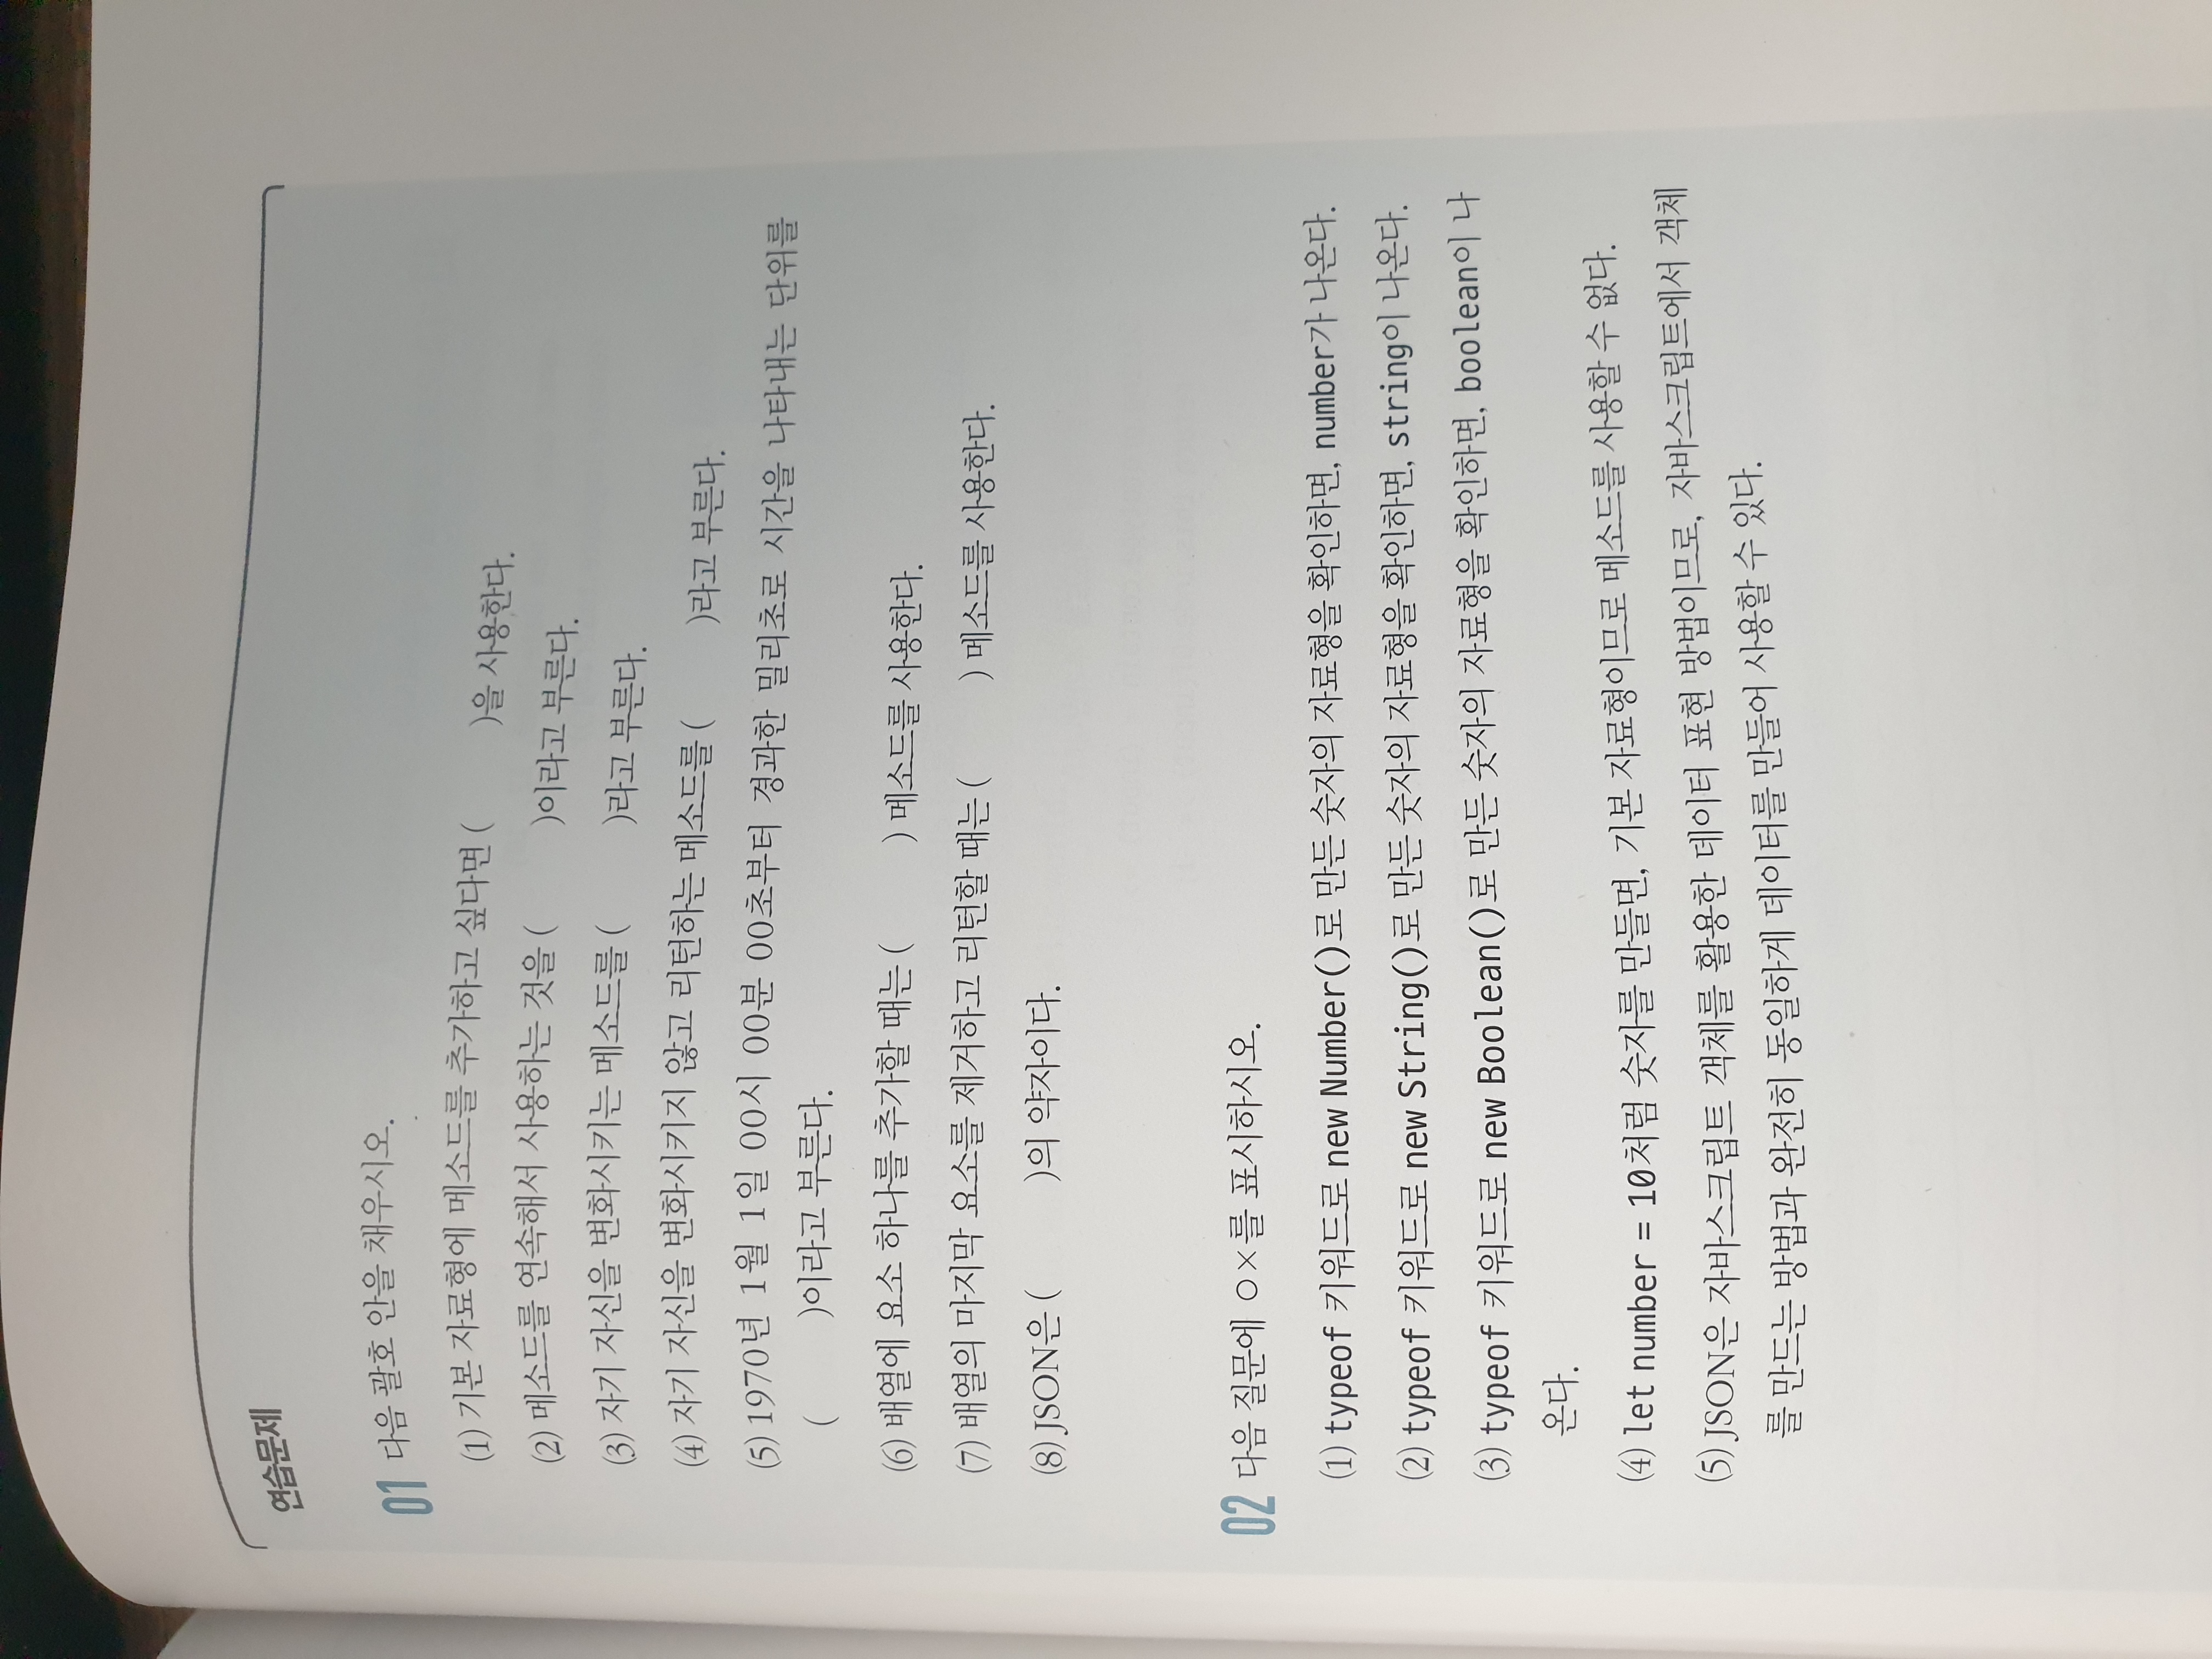 연습문제
01 다음 괄호 안을 채우시오.
(1) 기본 자료형에 메소드를 추가하고 싶다면 (          )을 사용한다.
(2) 메소드를 연속해서 사용하는 것을 (          )이라고 부른다.
(3) 자기 자신을 변화시키는 메소드를 (          )라고 부른다.
(4) 자기 자신을 변화시키지 않고 리턴하는 메소드를 (          )라고 부른다.
(5) 1970년 1월 1일 00시 00분 00초부터 경과한 밀리초로 시간을 나타내는 단위를
(          )이라고 부른다.
(6) 배열에 요소 하나를 추가할 때는 (          ) 메소드를 사용한다.
(7) 배열의 마지막 요소를 제거하고 리턴할 때는 (          ) 메소드를 사용한다.
(8) JSON은 (          )의 약자이다.
02 다음 질문에 ○×를 표시하시오.
(1) typeof 키워드로 new Number()로 만든 숫자의 자료형을 확인하면, number가 나온다.
(2) typeof 키워드로 new String()로 만든 숫자의 자료형을 확인하면, string이 나온다.
(3) typeof 키워드로 new Boolean()로 만든 숫자의 자료형을 확인하면, boolean이 나
온다.
(4) let number = 10처럼 숫자를 만들면, 기본 자료형이므로 메소드를 사용할 수 없다.
(5) JSON은 자바스크립트 객체를 활용한 데이터 표현 방법이므로, 자바스크립트에서 객체
를 만드는 방법과 완전히 동일하게 데이터를 만들어 사용할 수 있다.